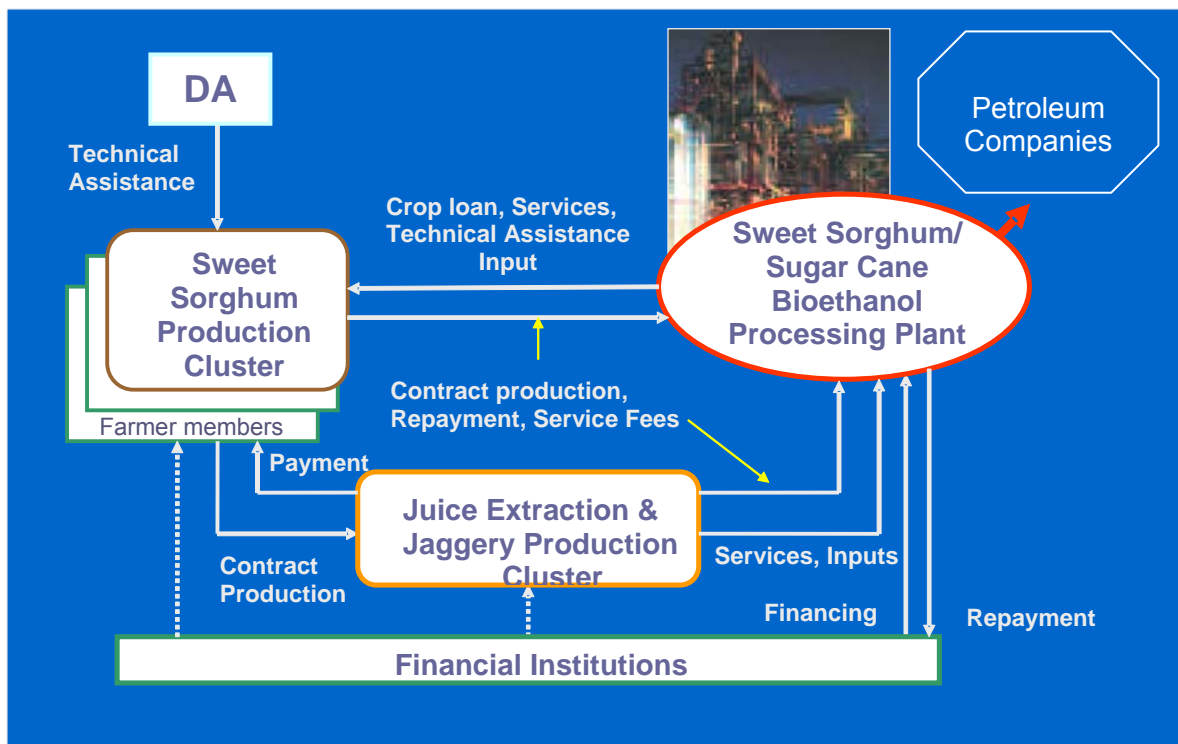 DA
Petroleum
Companies
Technical
Assistance
Crop loan, Services,
Technical Assistance
Input
Sweet
Sorghum
Production
Cluster
Sweet Sorghum/
Sugar Cane
Bioethanol
Processing Plant
Contract production,
Repayment, Service Fees
Farmer members
Payment
Juice Extraction &
Jaggery Production
Cluster
Contract
Production
Services, Inputs
Financing
Repayment
Financial Institutions